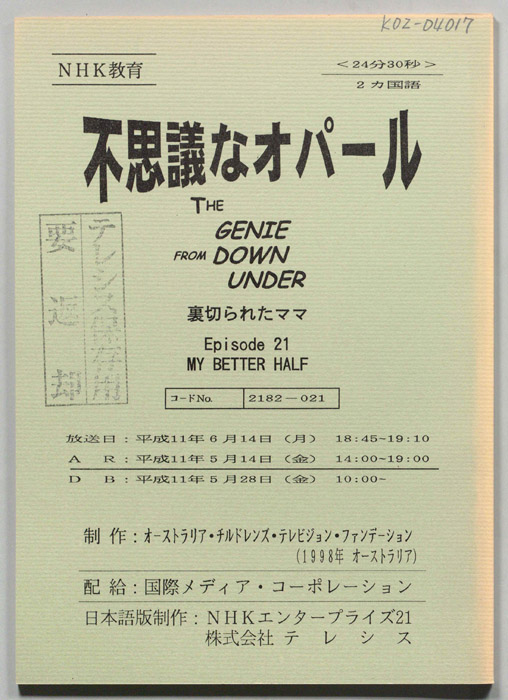 KOZ-04017
NHK教育
＜24分30秒＞
2カ国語
不思議なオパール
THE
GENIE
FROM DOWN
UNDER
裏切られたママ
Episode 21
MY BETTER HALF
テレシス保存用
要返却
コードNo. 2182－021
放送日：平成11年6月14日（月） 18:45~19:10
A R：平成11年5月14日（金） 14:00~19:00
D B：平成11年5月28日（金） 10:00~
制作：オーストラリア・チルドレンズ・テレビジョン・ファンデーション
(1998年 オーストラリア)
配給：国際メディア・コーポレーション
日本語版制作：NHKエンタープライズ21
株式会社 テレシス